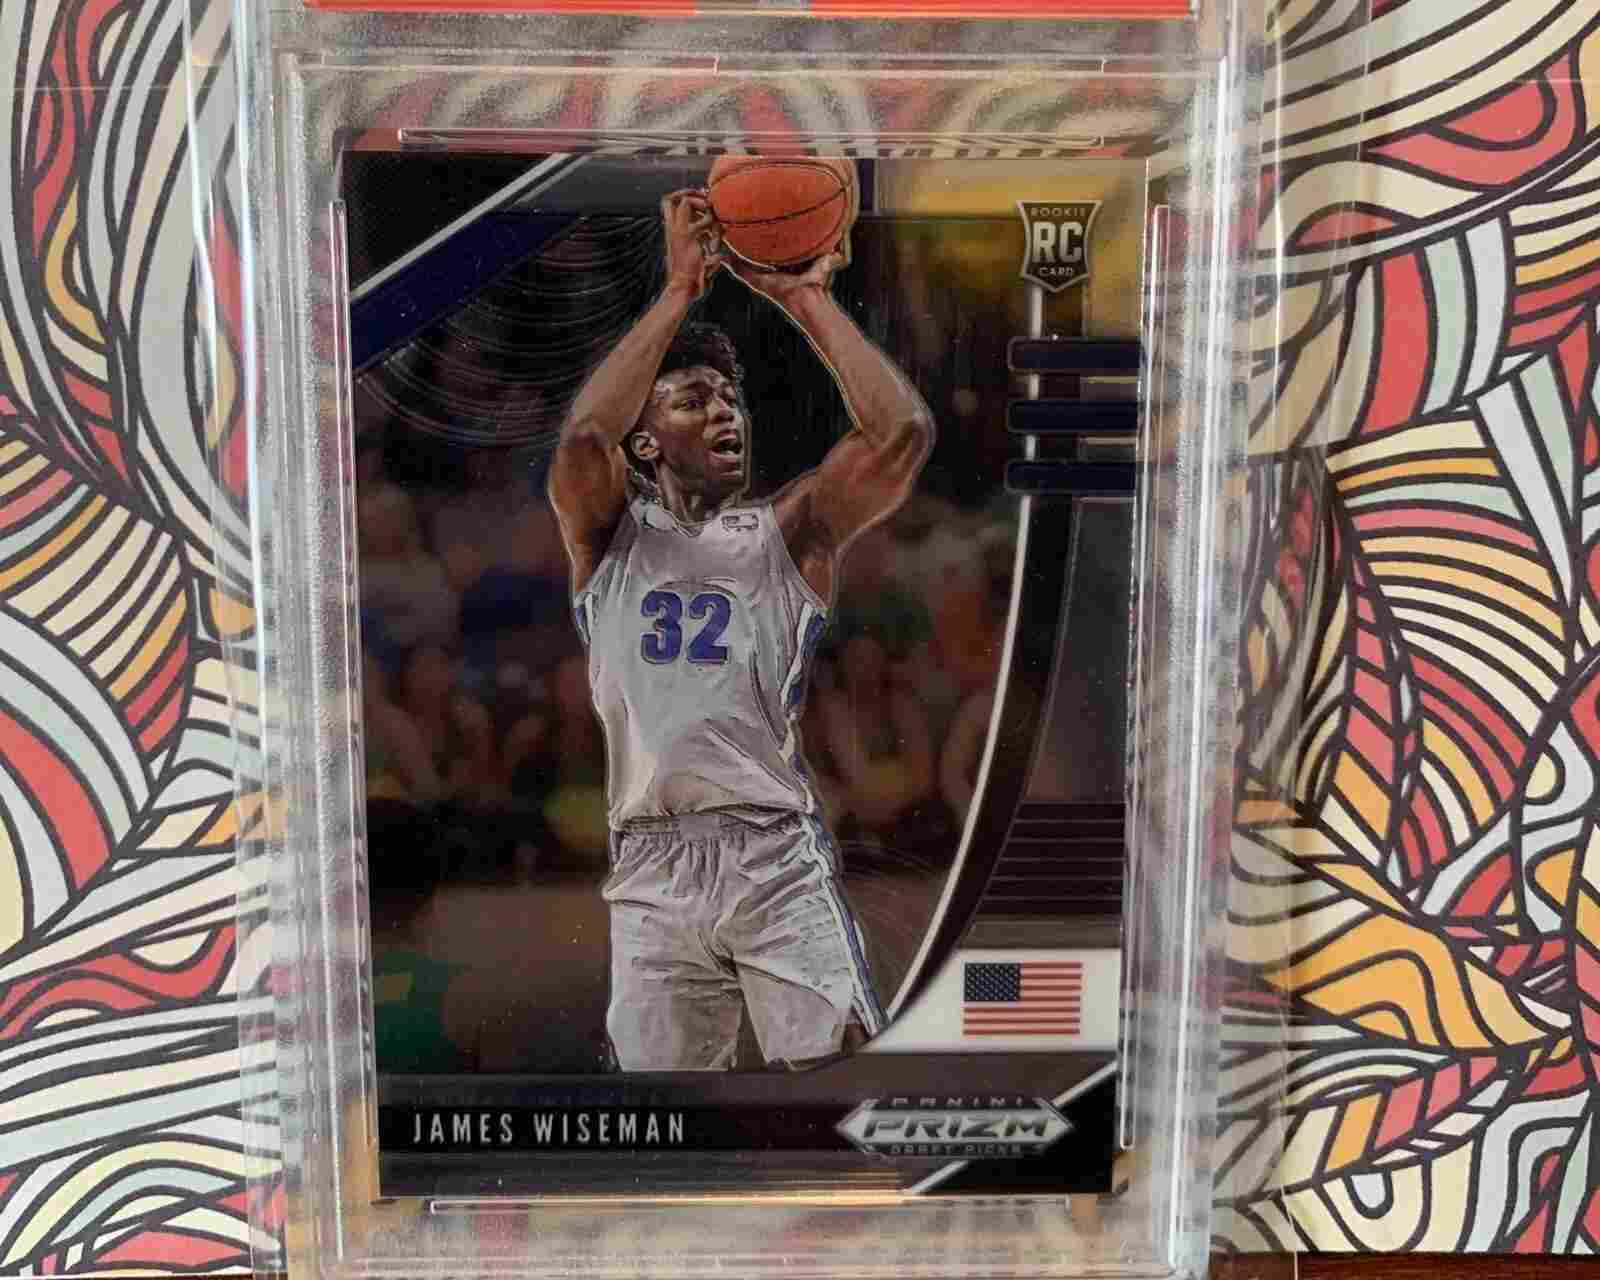 ROOKIE
RC
CARD
32
JAMES WISEMAN
PANINI
PRIZM
DRAFT PICKS